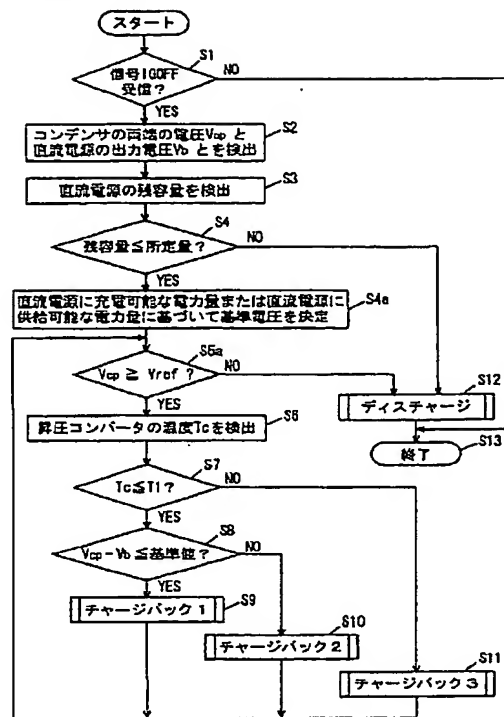 スタート
S1
信号IGOFF
受信？
NO
YES
S2
コンデンサの両端の電圧Vcpと
直流電源の出力電圧Vbとを検出
S3
直流電源の残容量を検出
S4
残容量≦所定量？
NO
YES
S4a
直流電源に充電可能な電力量または直流電源に
供給可能な電力量に基づいて基準電圧を決定
S5a
Vcp ≧ Vref？
NO
YES
S12
ディスチャージ
S6
昇圧コンバータの温度Tcを検出
S13
終了
S7
Tc≦T1？
NO
YES
S8
Vcp－Vb≦基準値？
NO
YES
S9
チャージバック1
S10
チャージバック2
S11
チャージバック3